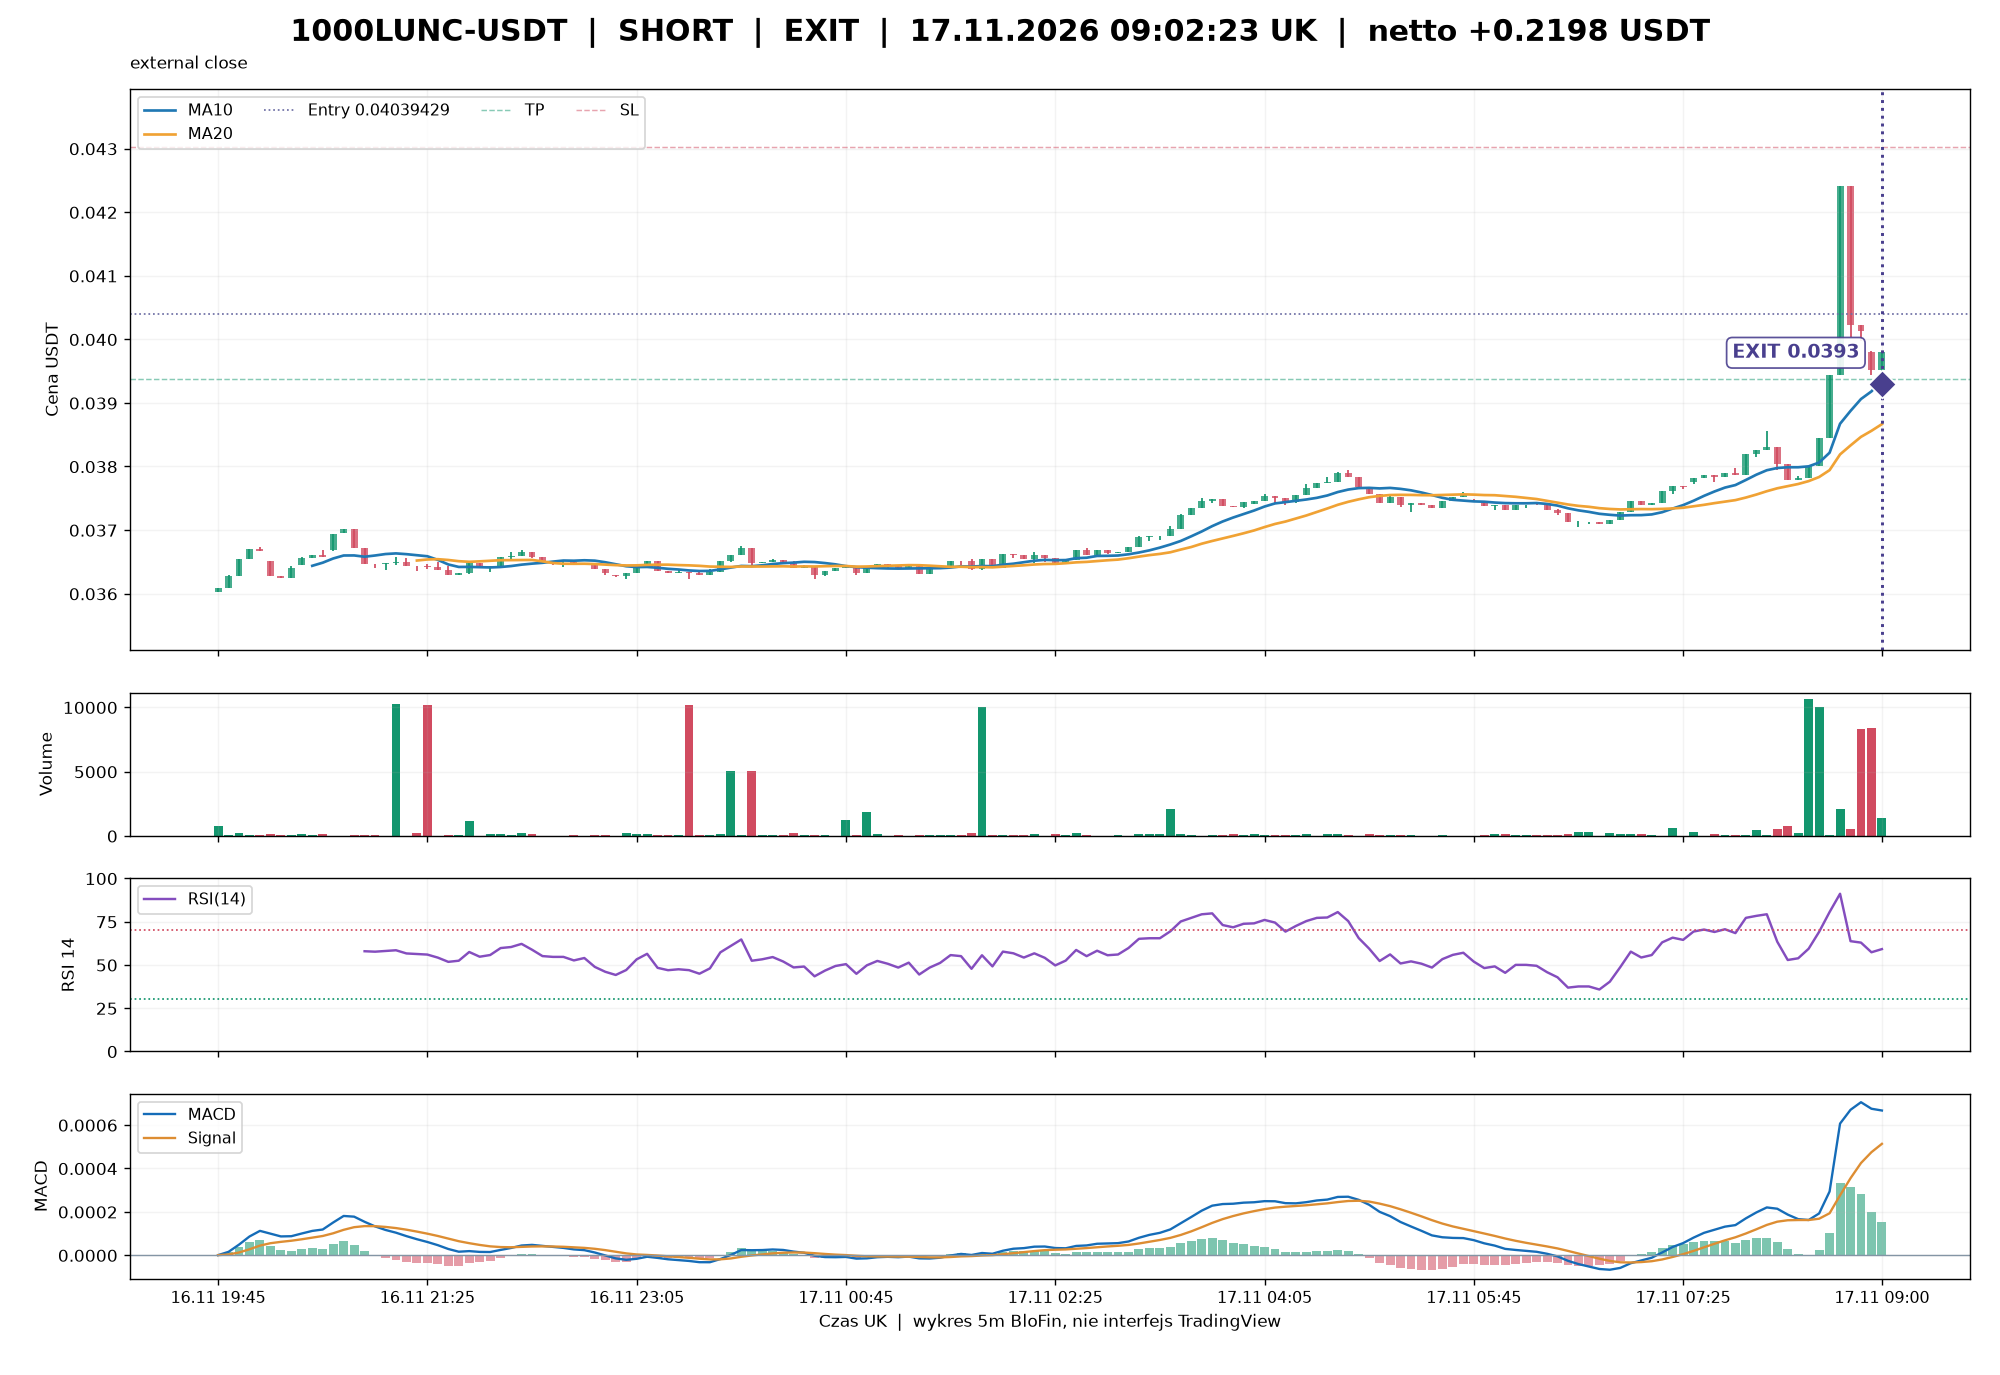 1000LUNC-USDT | SHORT | EXIT | 17.11.2026 09:02:23 UK | netto +0.2198 USDT
external close
MA10 Entry 0.04039429 TP SL
MA20
0.043
0.042
0.041
0.040
0.039
0.038
0.037
0.036
Cena USDT
EXIT 0.0393
10000
5000
0
Volume
RSI(14)
100
75
50
25
0
RSI 14
MACD
Signal
0.0006
0.0004
0.0002
0.0000
MACD
16.11 19:45 16.11 21:25 16.11 23:05 17.11 00:45 17.11 02:25 17.11 04:05 17.11 05:45 17.11 07:25 17.11 09:00
Czas UK | wykres 5m BloFin, nie interfejs TradingView